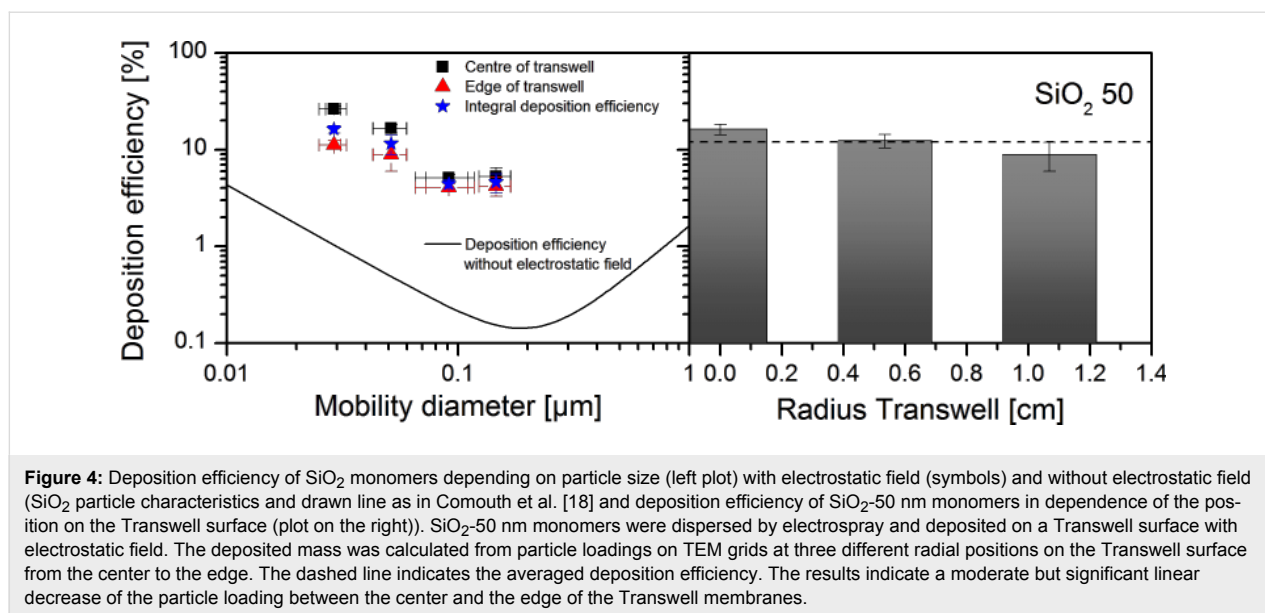 100
10
1
0.1
Deposition efficiency [%]
Centre of transwell
Edge of transwell
Integral deposition efficiency
Deposition efficiency
without electrostatic field
0.01
0.1
1
Mobility diameter [µm]
SiO2 50
0.0
0.2
0.4
0.6
0.8
1.0
1.2
1.4
Radius Transwell [cm]
Figure 4: Deposition efficiency of SiO2 monomers depending on particle size (left plot) with electrostatic field (symbols) and without electrostatic field
(SiO2 particle characteristics and drawn line as in Comouth et al. [18] and deposition efficiency of SiO2-50 nm monomers in dependence of the pos-
ition on the Transwell surface (plot on the right)). SiO2-50 nm monomers were dispersed by electrospray and deposited on a Transwell surface with
electrostatic field. The deposited mass was calculated from particle loadings on TEM grids at three different radial positions on the Transwell surface
from the center to the edge. The dashed line indicates the averaged deposition efficiency. The results indicate a moderate but significant linear
decrease of the particle loading between the center and the edge of the Transwell membranes.